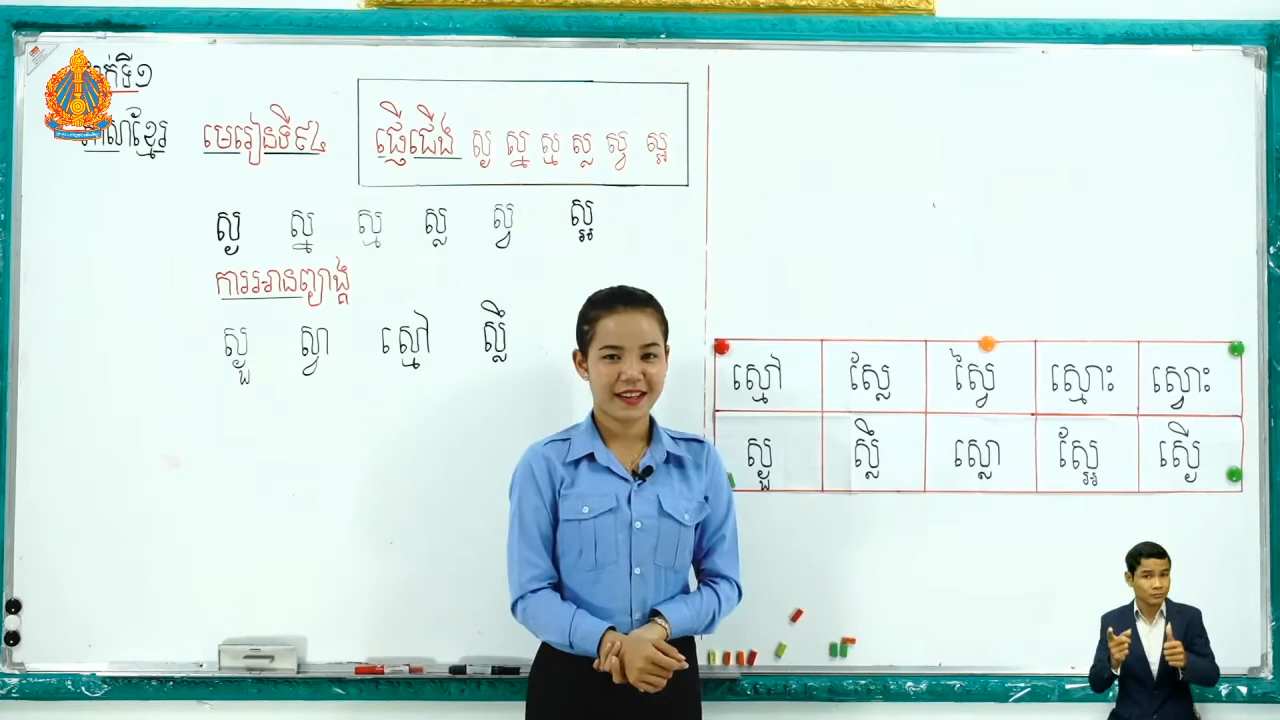 ថ្នាក់ទី១
ភាសាខ្មែរ មេរៀនទី៩៤ ផ្ញើជើង ស្ង ស្ន ស្ម ស្ល ស្វ ស្អ
ស្ង ស្ន ស្ម ស្ល ស្វ ស្អ
ការអានព្យាង្គ
ស្ងួ ស្វា ស្មៅ ស្លឹ
ស្មៅ ស្លែ ស្វៃ ស្មោះ ស្វោះ
ស្ងួ ស្លឹ ស្លោ ស្អែ ស្ងើ